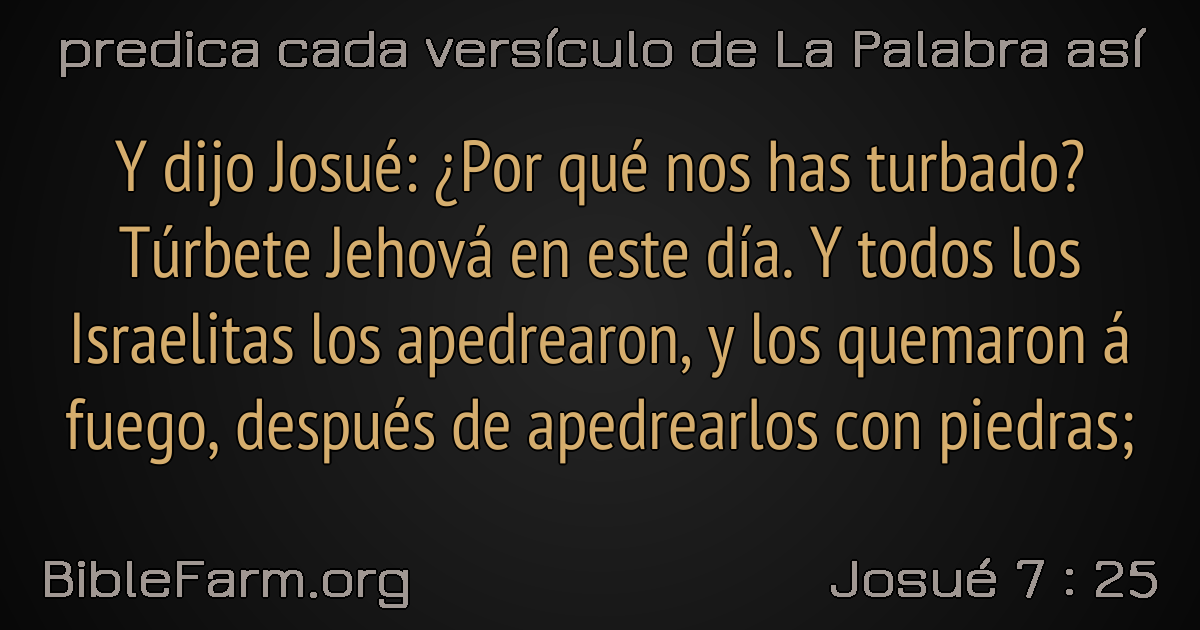 predica cada versículo de La Palabra así
Y dijo Josué: ¿Por qué nos has turbado?
Túrbete Jehová en este día. Y todos los
Israelitas los apedrearon, y los quemaron á
fuego, después de apedrearlos con piedras;
BibleFarm.org
Josué 7 : 25